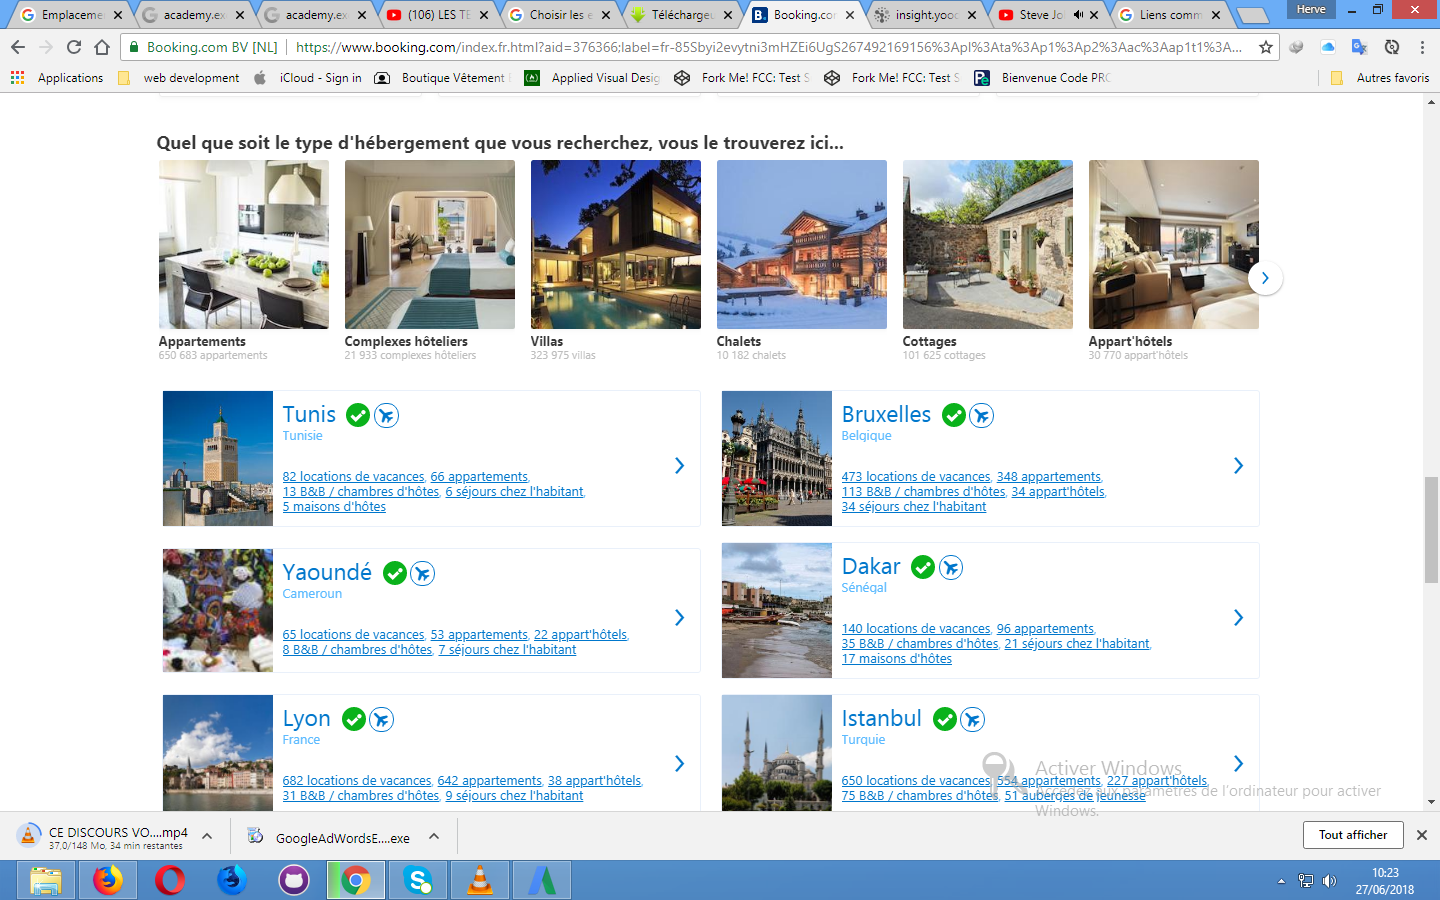 Emplacemen
academy.ex
academy.ex
(106) LES TE
Choisir les e
Télécharger
Booking.com
insight.yooc
Steve Jo
Liens comm
Herve
Booking.com BV [NL]
https://www.booking.com/index.fr.html?aid=376366;label=fr-85Sbyi2evytni3mHZEi6UgS267492169156%3Apl%3Ata%3Ap1%3Ap2%3Aac%3Aap1t1%3A...
Applications
web development
iCloud - Sign in
Boutique Vêtement E
Applied Visual Desig
Fork Me! FCC: Test S
Fork Me! FCC: Test S
Bienvenue Code PRO
Autres favoris
Quel que soit le type d'hébergement que vous recherchez, vous le trouverez ici...
Appartements
650 683 appartements
Complexes hôteliers
21 933 complexes hôteliers
Villas
323 975 villas
Chalets
10 182 chalets
Cottages
101 625 cottages
Appart'hôtels
30 770 appart'hôtels
Tunis
Tunisie
82 locations de vacances, 66 appartements,
13 B&B / chambres d'hôtes, 6 séjours chez l'habitant,
5 maisons d'hôtes
Bruxelles
Belgique
473 locations de vacances, 348 appartements,
113 B&B / chambres d'hôtes, 34 appart'hôtels,
34 séjours chez l'habitant
Yaoundé
Cameroun
65 locations de vacances, 53 appartements, 22 appart'hôtels,
8 B&B / chambres d'hôtes, 7 séjours chez l'habitant
Dakar
Sénégal
140 locations de vacances, 96 appartements,
35 B&B / chambres d'hôtes, 21 séjours chez l'habitant,
17 maisons d'hôtes
Lyon
France
682 locations de vacances, 642 appartements, 38 appart'hôtels,
31 B&B / chambres d'hôtes, 9 séjours chez l'habitant
Istanbul
Turquie
650 locations de vacances, 554 appartements, 227 appart'hôtels,
75 B&B / chambres d'hôtes, 51 auberges de jeunesse
Activer Windows
Accédez aux paramètres de l'ordinateur pour activer
Windows.
CE DISCOURS VO....mp4
37,0/148 Mo, 34 min restantes
GoogleAdWordsE....exe
Tout afficher
10:23
27/06/2018